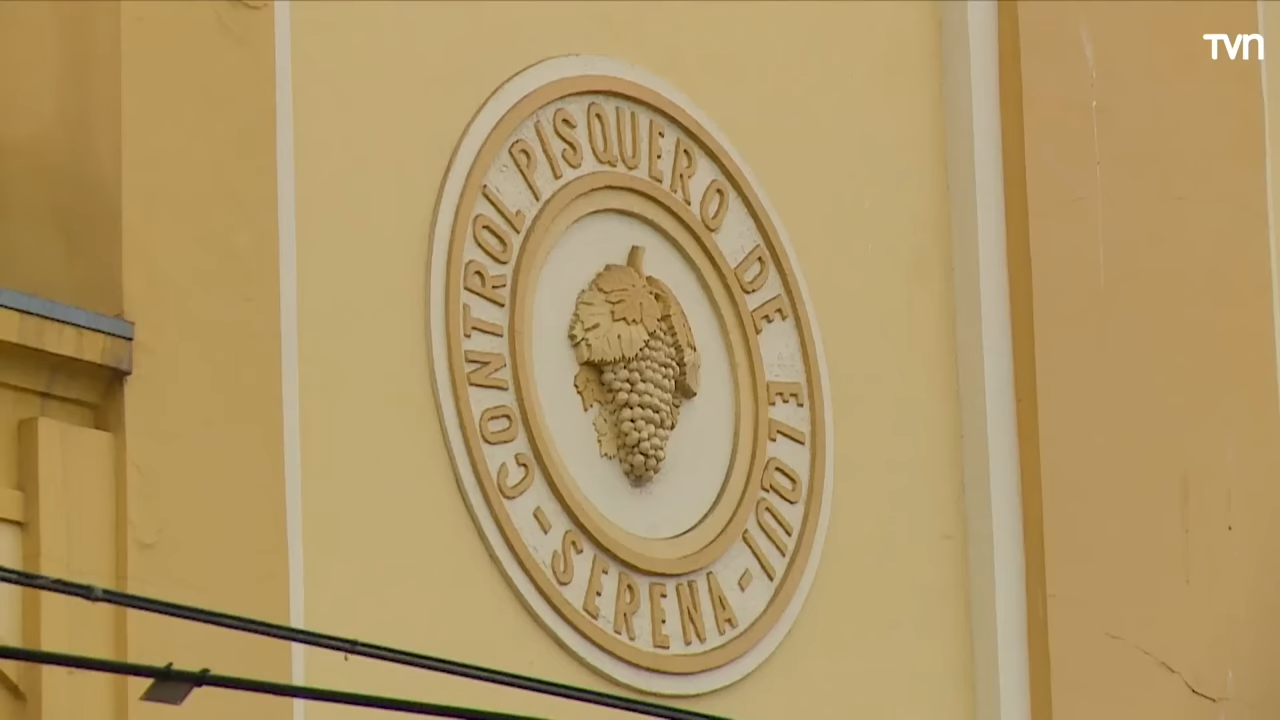 TVN
CONTROL PISQUERO DE ELQUI
- SERENA -